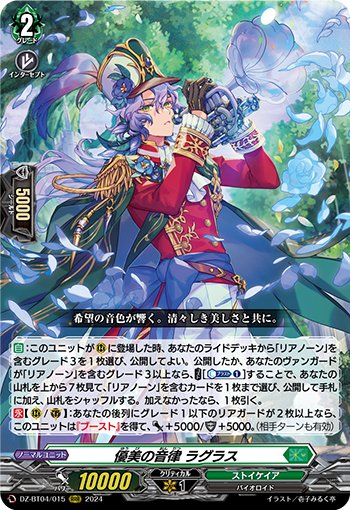 2
グレード
インターセプト
シールド
5000
希望の音色が響く。清々しき美しさと共に。
自:このユニットがRに登場した時、あなたのライドデッキから「リアノーン」を
含むグレード3を1枚選び、公開してよい。公開したか、あなたのヴァンガード
が「リアノーン」を含むグレード3以上なら、することで、あなたの
山札を上から7枚見て、「リアノーン」を含むカードを1枚まで選び、公開して手札
に加え、山札をシャッフルする。加えなかったなら、1枚引く。
永:あなたの後列にグレード1以下のリアガードが2枚以上なら、
このユニットは『ブースト』を得て、+5000/+5000。(相手ターンも有効)
ノーマルユニット
クリティカル
ストイケイア
パワー
10000
1
優美の音律 ラグラス
バイオロイド
DZ-BT04/015 RRR 2024
イラスト/壱子みるく亭